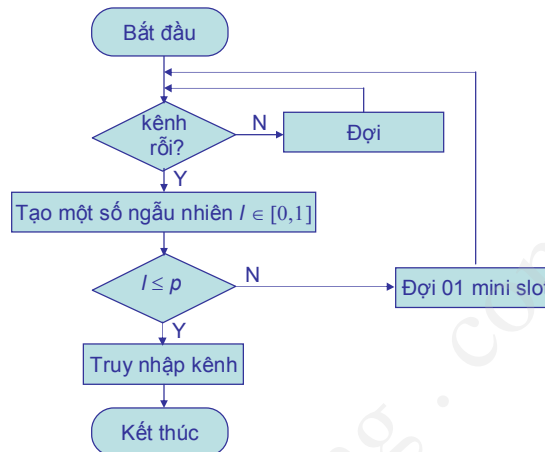 Bắt đầu
kênh
rỗi?
N
Đợi
Y
Tạo một số ngẫu nhiên l ∈ [0,1]
l ≤ p
N
Đợi 01 mini slot
Y
Truy nhập kênh
Kết thúc